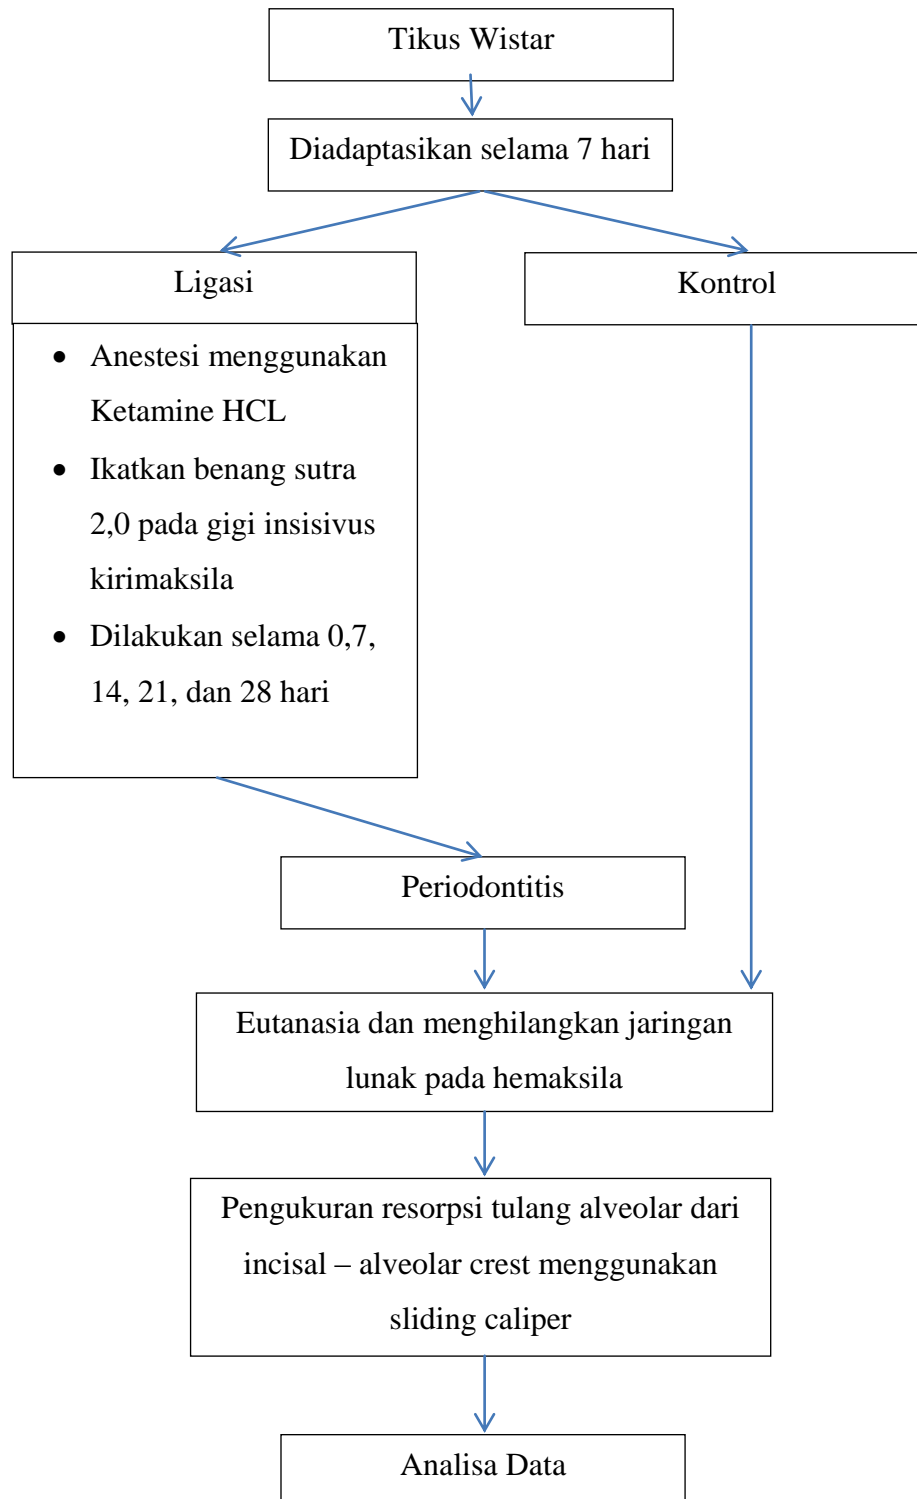 Tikus Wistar
Diadaptasikan selama 7 hari
Ligasi
Kontrol
• Anestesi menggunakan
Ketamine HCL
• Ikatkan benang sutra
2,0 pada gigi insisivus
kirimaksila
• Dilakukan selama 0,7,
14, 21, dan 28 hari
Periodontitis
Eutanasia dan menghilangkan jaringan
lunak pada hemaksila
Pengukuran resorpsi tulang alveolar dari
incisal – alveolar crest menggunakan
sliding caliper
Analisa Data